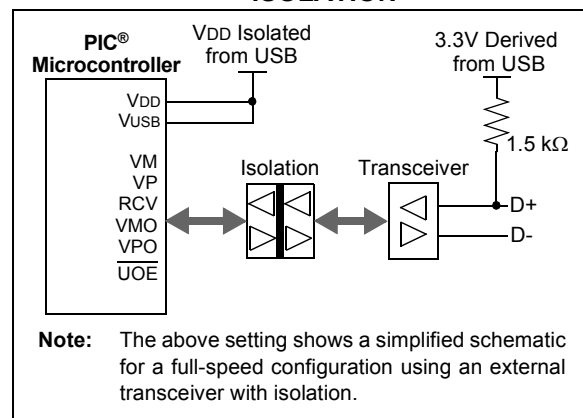 PIC®
Microcontroller
VDD Isolated
from USB
3.3V Derived
from USB
VDD
VUSB
1.5 kΩ
VM
VP
RCV
VMO
VPO
UOE
Isolation
Transceiver
D+
D-
Note: The above setting shows a simplified schematic
for a full-speed configuration using an external
transceiver with isolation.